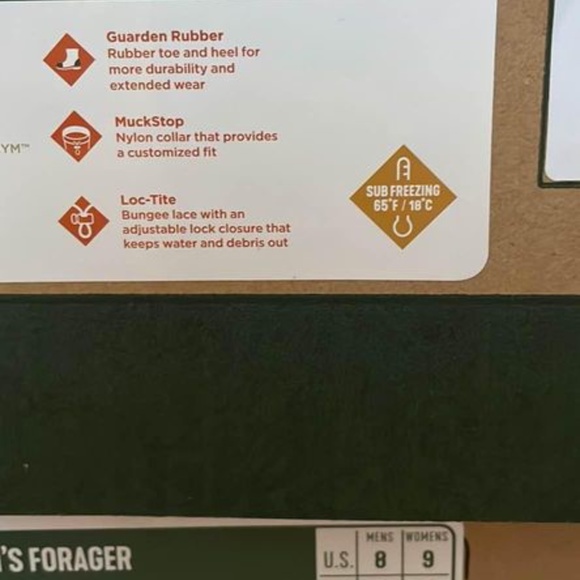 Guarden Rubber
Rubber toe and heel for
more durability and
extended wear
MuckStop
Nylon collar that provides
a customized fit
YM™
Loc-Tite
Bungee lace with an
adjustable lock closure that
keeps water and debris out
SUB FREEZING
65°F / 18°C
'S FORAGER
MENS WOMENS
U.S. 8 9